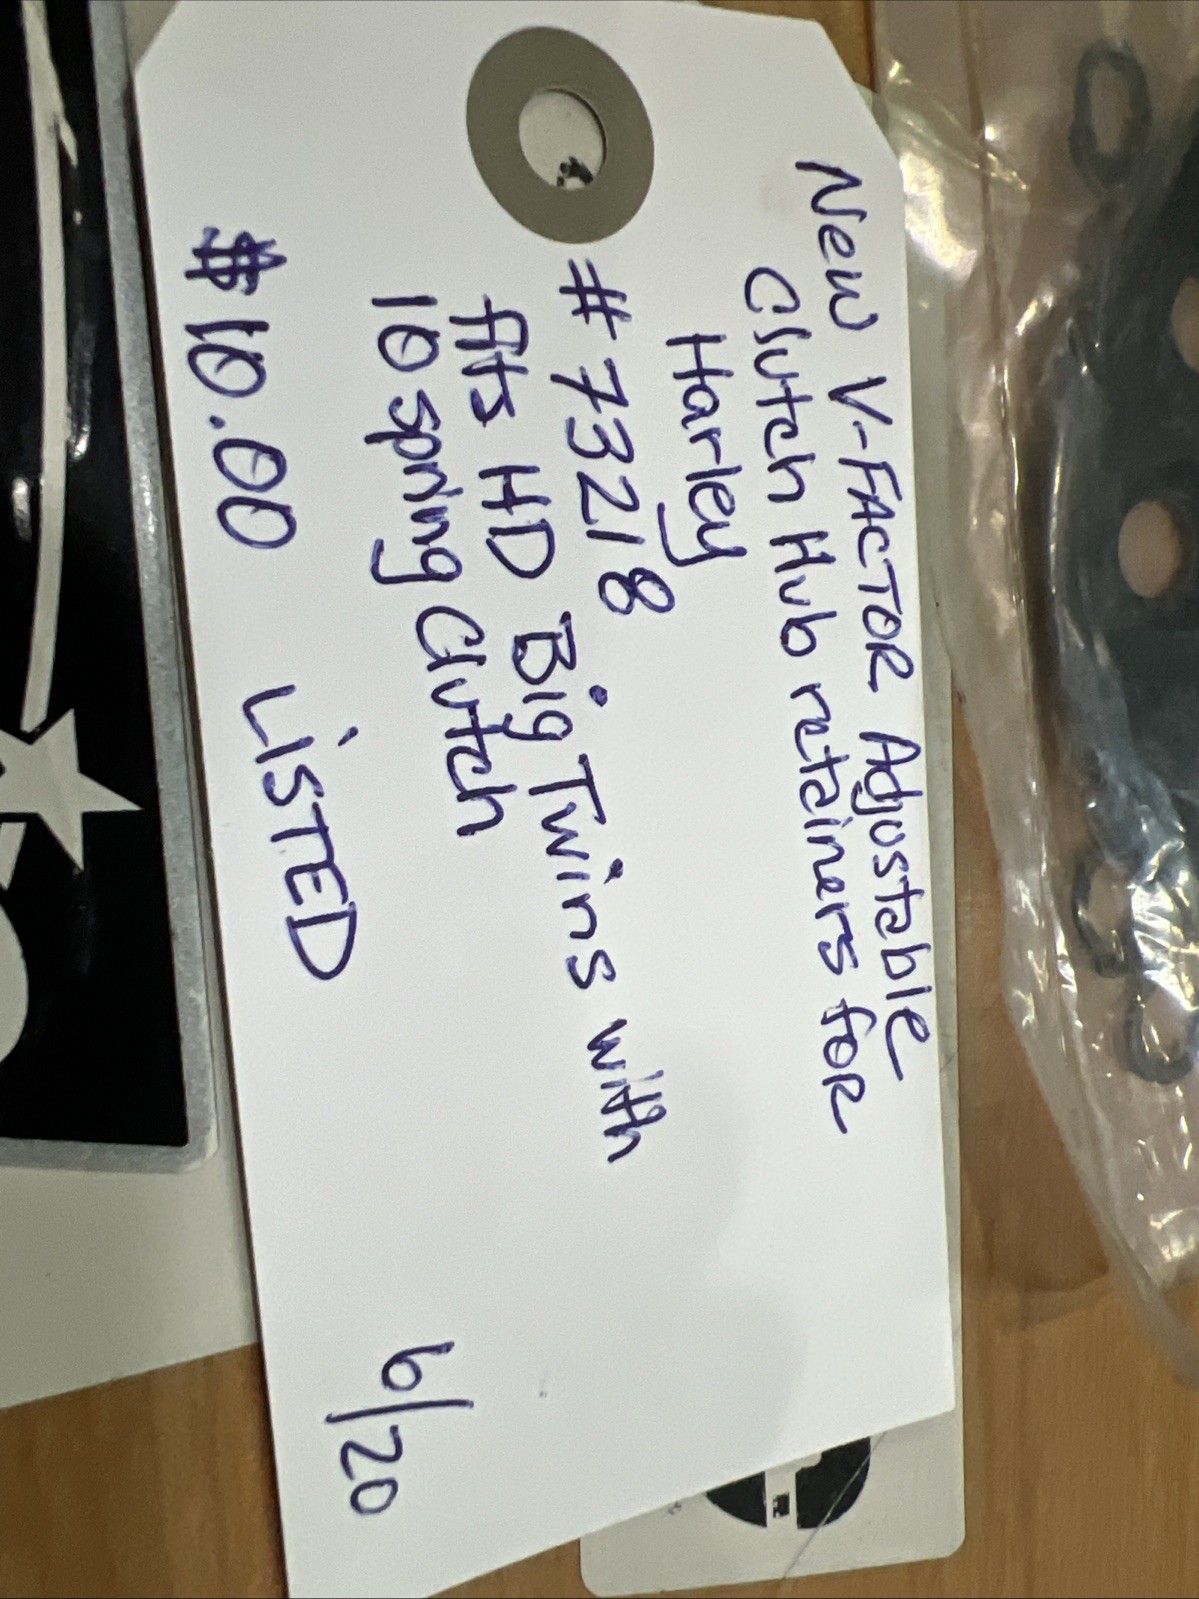 New V-FACTOR Adjustable
Clutch Hub retainers for
Harley
#73218
fits HD Big Twins with
10 spring Clutch
$10.00 LISTED
6/20